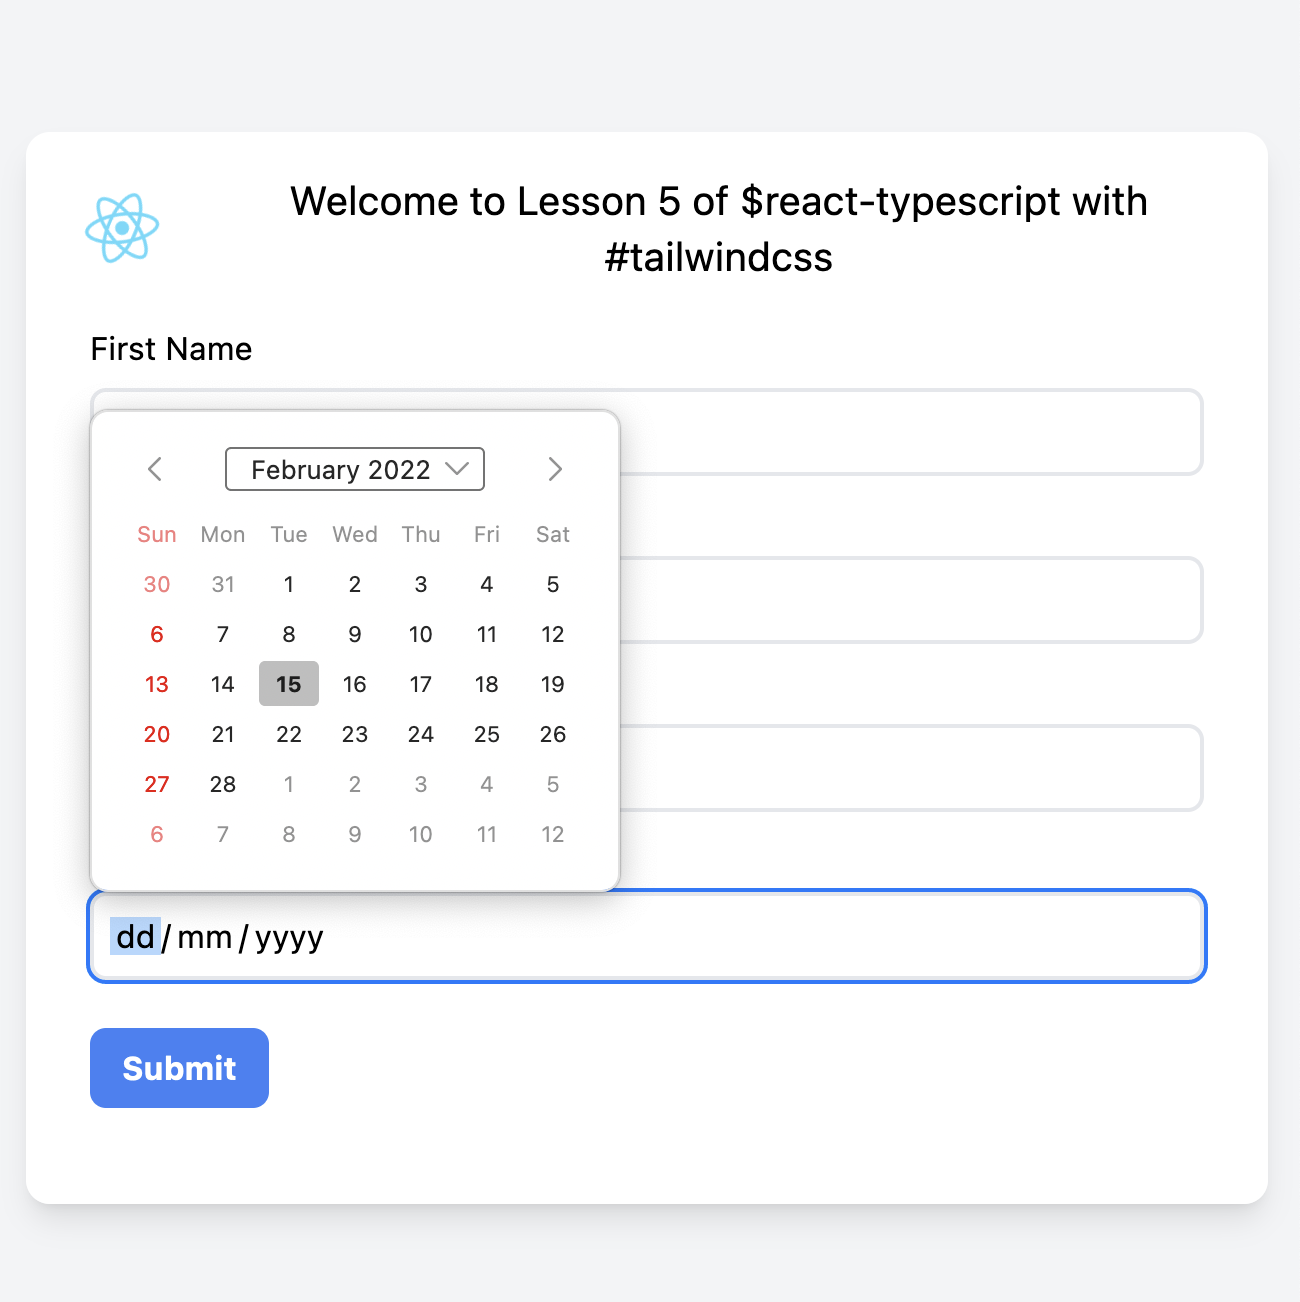 Welcome to Lesson 5 of $react-typescript with
#tailwindcss
First Name
February 2022
Sun Mon Tue Wed Thu Fri Sat
30 31 1 2 3 4 5
6 7 8 9 10 11 12
13 14 15 16 17 18 19
20 21 22 23 24 25 26
27 28 1 2 3 4 5
6 7 8 9 10 11 12
dd/mm/yyyy
Submit